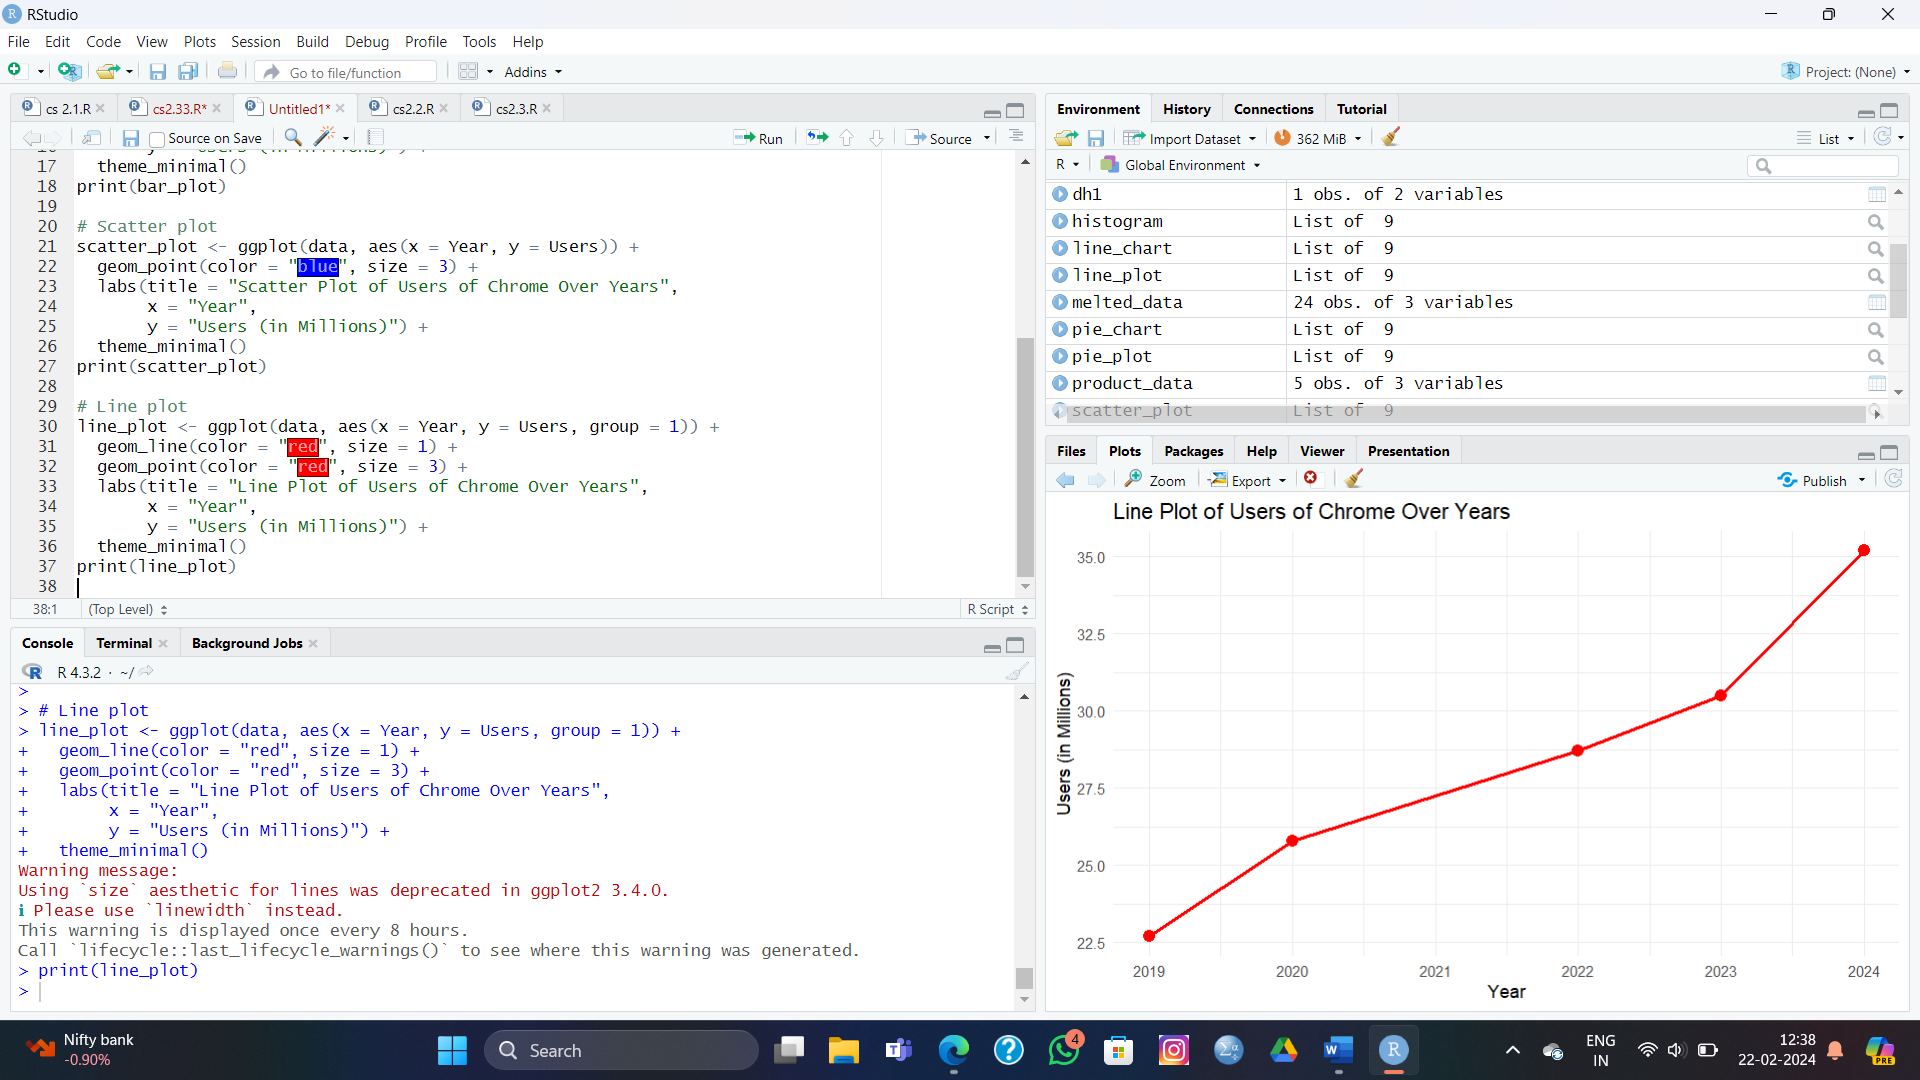 RStudio
File Edit Code View Plots Session Build Debug Profile Tools Help
Go to file/function Addins Project: (None)
cs 2.1.R cs2.33.R* Untitled1* cs2.2.R cs2.3.R
Source on Save Run Source
17 theme_minimal()
18 print(bar_plot)
19
20 # Scatter plot
21 scatter_plot <- ggplot(data, aes(x = Year, y = Users)) +
22 geom_point(color = "blue", size = 3) +
23 labs(title = "Scatter Plot of Users of Chrome Over Years",
24 x = "Year",
25 y = "Users (in Millions)") +
26 theme_minimal()
27 print(scatter_plot)
28
29 # Line plot
30 line_plot <- ggplot(data, aes(x = Year, y = Users, group = 1)) +
31 geom_line(color = "red", size = 1) +
32 geom_point(color = "red", size = 3) +
33 labs(title = "Line Plot of Users of Chrome Over Years",
34 x = "Year",
35 y = "Users (in Millions)") +
36 theme_minimal()
37 print(line_plot)
38
38:1 (Top Level) R Script
Console Terminal Background Jobs
R 4.3.2 · ~/
>
> # Line plot
> line_plot <- ggplot(data, aes(x = Year, y = Users, group = 1)) +
+ geom_line(color = "red", size = 1) +
+ geom_point(color = "red", size = 3) +
+ labs(title = "Line Plot of Users of Chrome Over Years",
+ x = "Year",
+ y = "Users (in Millions)") +
+ theme_minimal()
Warning message:
Using `size` aesthetic for lines was deprecated in ggplot2 3.4.0.
ℹ Please use `linewidth` instead.
This warning is displayed once every 8 hours.
Call `lifecycle::last_lifecycle_warnings()` to see where this warning was generated.
> print(line_plot)
>
Environment History Connections Tutorial
Import Dataset 362 MiB List
R Global Environment
dh1 1 obs. of 2 variables
histogram List of 9
line_chart List of 9
line_plot List of 9
melted_data 24 obs. of 3 variables
pie_chart List of 9
pie_plot List of 9
product_data 5 obs. of 3 variables
scatter_plot List of 9
Files Plots Packages Help Viewer Presentation
Zoom Export Publish
Line Plot of Users of Chrome Over Years
Users (in Millions)
35.0
32.5
30.0
27.5
25.0
22.5
2019 2020 2021 2022 2023 2024
Year
Nifty bank
-0.90%
Search
4
ENG
IN
12:38
22-02-2024
PRE